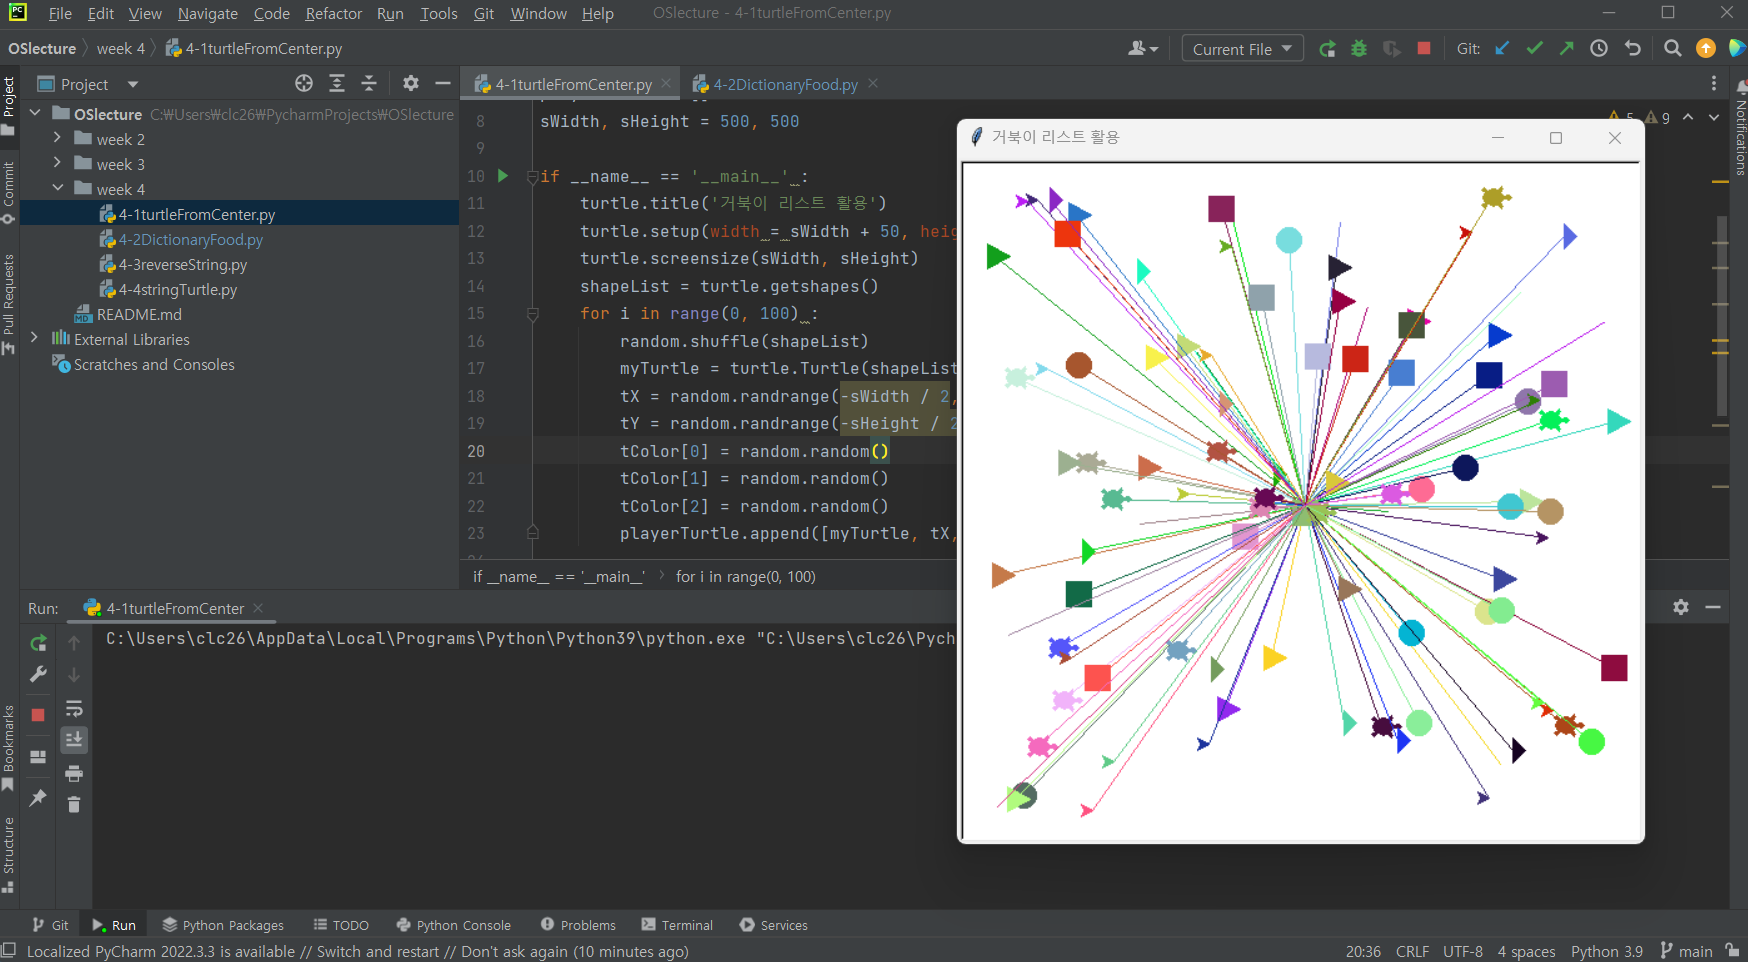 PC File Edit View Navigate Code Refactor Run Tools Git Window Help OSlecture - 4-1turtleFromCenter.py
OSlecture week 4 4-1turtleFromCenter.py Current File Git:
Project
4-1turtleFromCenter.py 4-2DictionaryFood.py
OSlecture C:₩Users₩clc26₩PycharmProjects₩OSlecture
week 2
week 3
week 4
4-1turtleFromCenter.py
4-2DictionaryFood.py
4-3reverseString.py
4-4stringTurtle.py
README.md
External Libraries
Scratches and Consoles
8 sWidth, sHeight = 500, 500
9
10 if __name__ == '__main__' :
11 turtle.title('거북이 리스트 활용')
12 turtle.setup(width = sWidth + 50, heig
13 turtle.screensize(sWidth, sHeight)
14 shapeList = turtle.getshapes()
15 for i in range(0, 100) :
16 random.shuffle(shapeList)
17 myTurtle = turtle.Turtle(shapeList
18 tX = random.randrange(-sWidth / 2,
19 tY = random.randrange(-sHeight / 2
20 tColor[0] = random.random()
21 tColor[1] = random.random()
22 tColor[2] = random.random()
23 playerTurtle.append([myTurtle, tX,
if __name__ == '__main__' for i in range(0, 100)
5 9
거북이 리스트 활용
Project
Commit
Pull Requests
Bookmarks
Structure
Notifications
Run: 4-1turtleFromCenter
C:\Users\clc26\AppData\Local\Programs\Python\Python39\python.exe "C:\Users\clc26\Pych
Git Run Python Packages TODO Python Console Problems Terminal Services
Localized PyCharm 2022.3.3 is available // Switch and restart // Don't ask again (10 minutes ago) 20:36 CRLF UTF-8 4 spaces Python 3.9 main